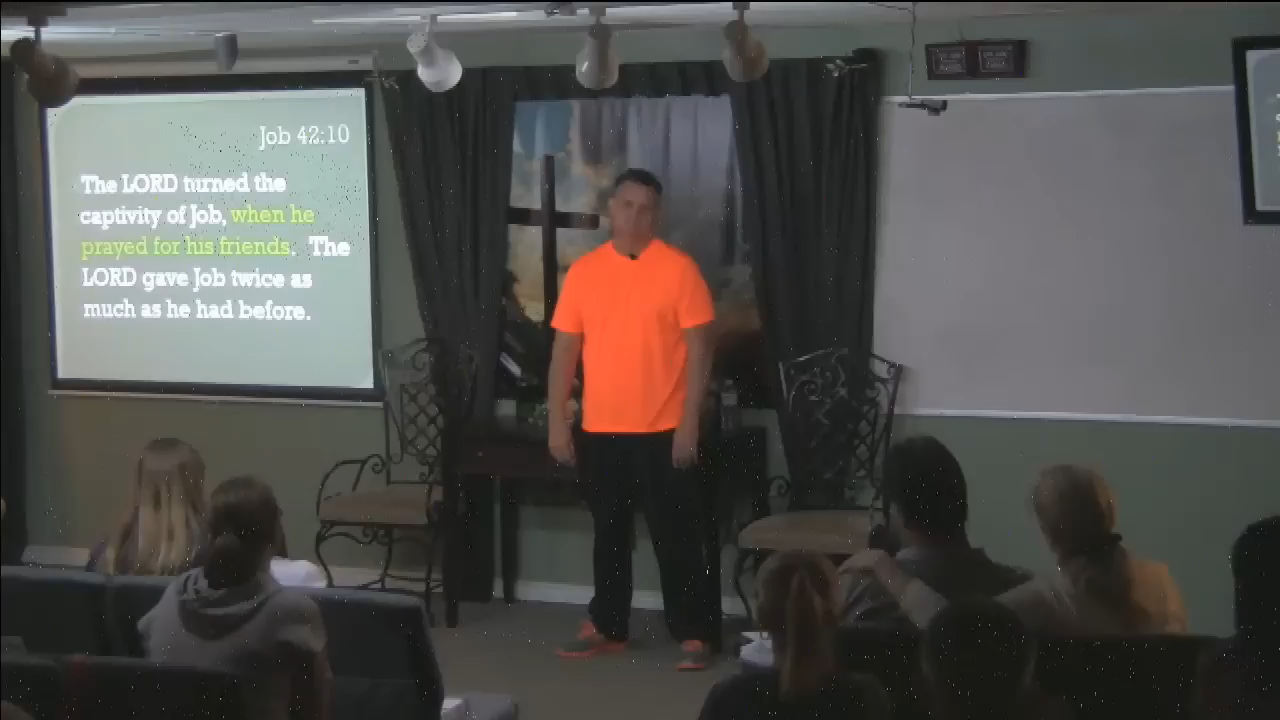 Job 42:10
The LORD turned the
captivity of Job, when he
prayed for his friends. The
LORD gave Job twice as
much as he had before.